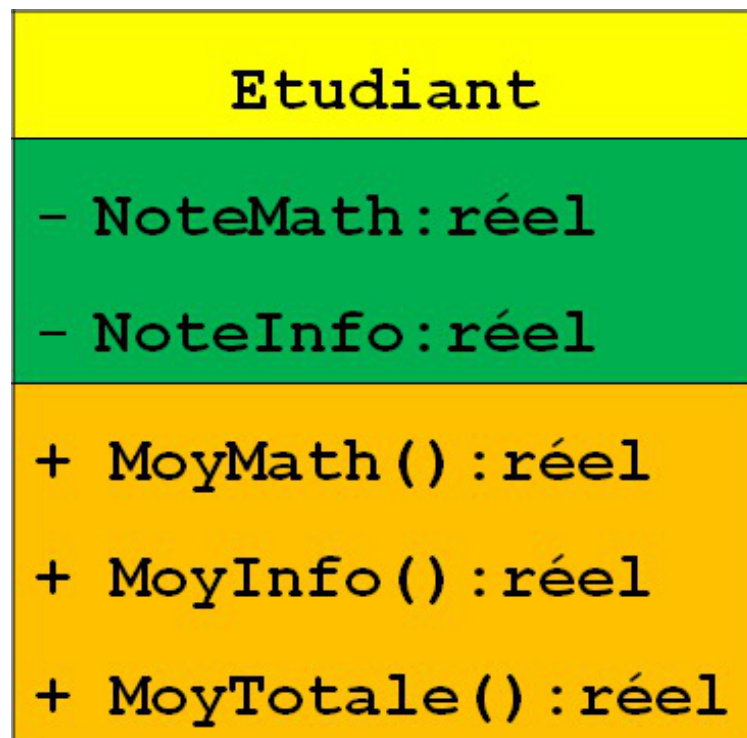 Etudiant
- NoteMath:réel
- NoteInfo:réel
+ MoyMath():réel
+ MoyInfo():réel
+ MoyTotale():réel